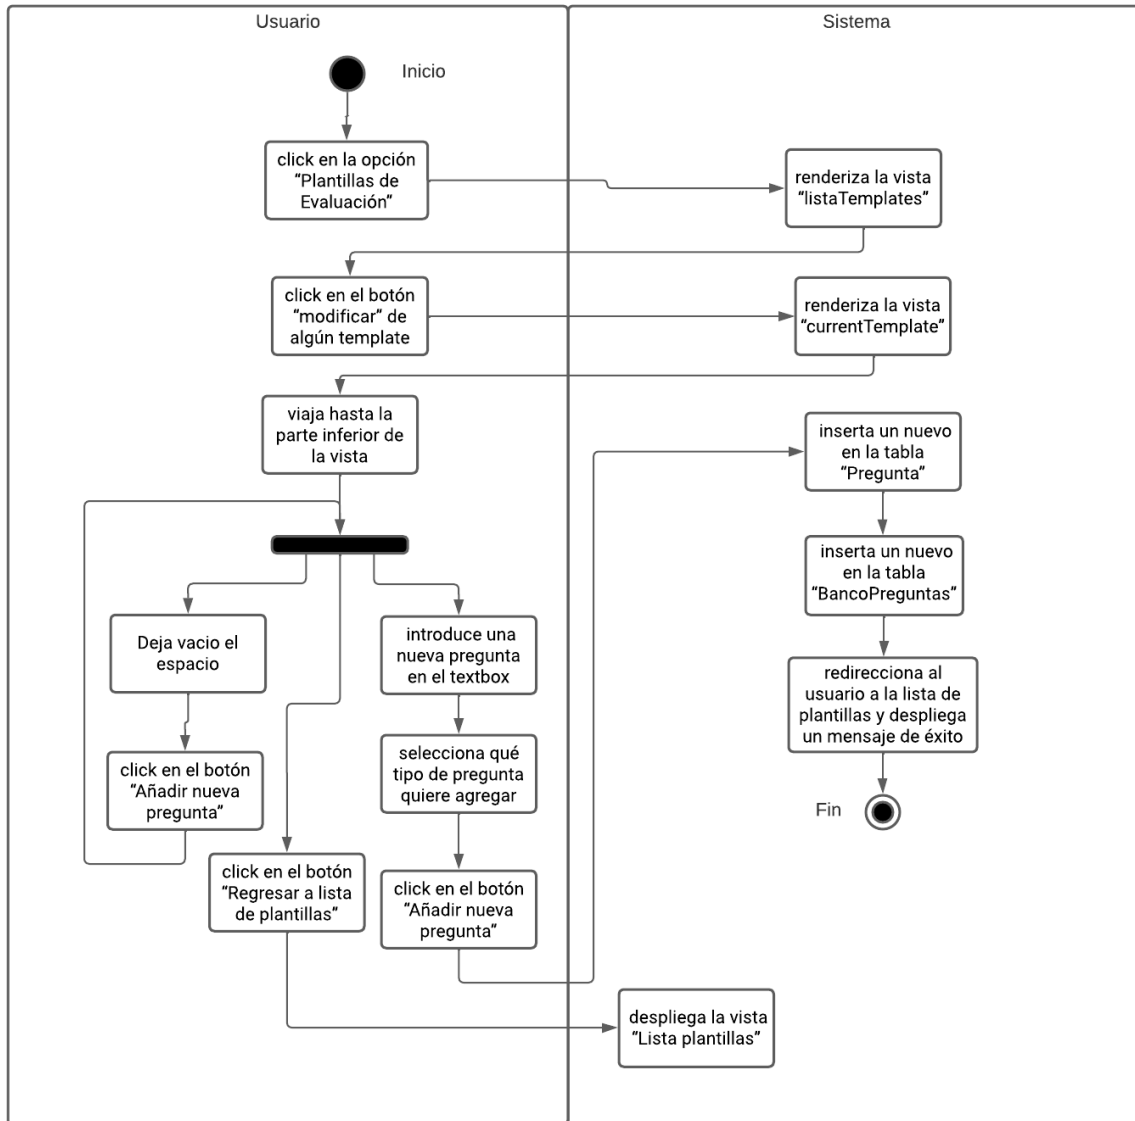 Usuario
Sistema
Inicio
click en la opción
“Plantillas de
Evaluación“
renderiza la vista
“listaTemplates“
click en el botón
“modificar“ de
algún template
renderiza la vista
“currentTemplate“
viaja hasta la
parte inferior de
la vista
inserta un nuevo
en la tabla
“Pregunta“
inserta un nuevo
en la tabla
“BancoPreguntas“
Deja vacio el
espacio
introduce una
nueva pregunta
en el textbox
redirecciona al
usuario a la lista de
plantillas y despliega
un mensaje de éxito
click en el botón
“Añadir nueva
pregunta“
selecciona qué
tipo de pregunta
quiere agregar
Fin
click en el botón
“Regresar a lista
de plantillas“
click en el botón
“Añadir nueva
pregunta“
despliega la vista
“Lista plantillas“